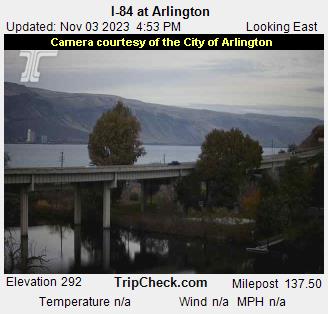 I-84 at Arlington
Updated: Nov 03 2023 4:53 PM Looking East
Camera courtesy of the City of Arlington
Elevation 292 TripCheck.com Milepost 137.50
Temperature n/a Wind n/a MPH n/a